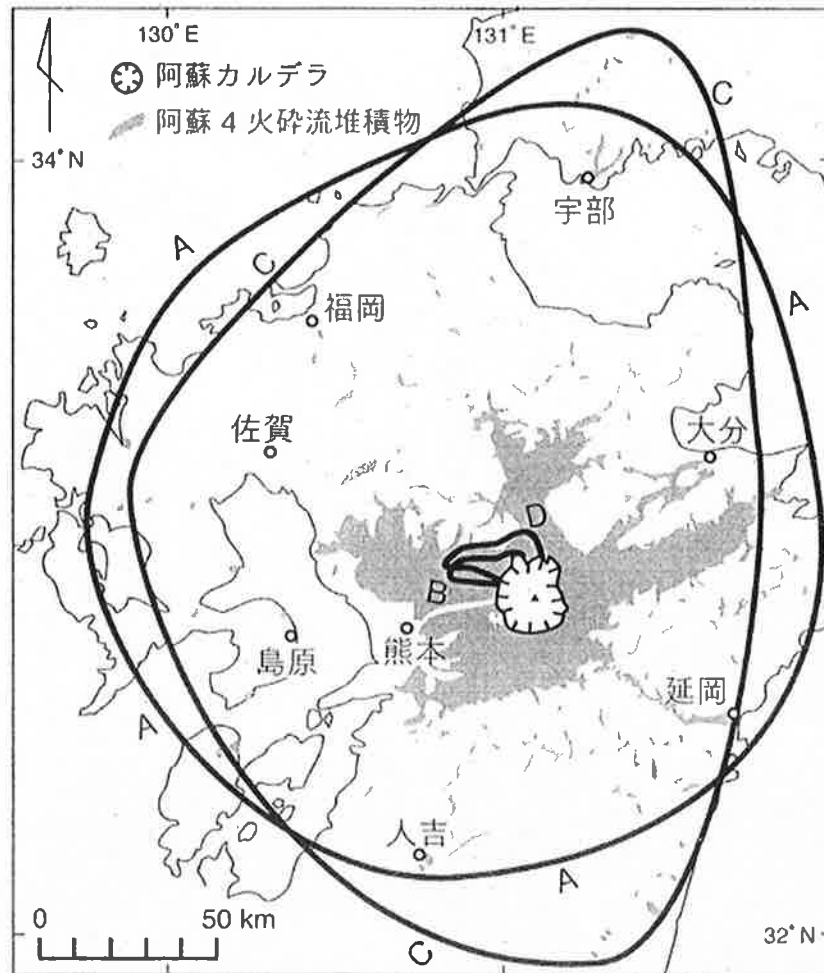 130°E
131°E
阿蘇カルデラ
阿蘇4火砕流堆積物
34°N
C
宇部
A
C
A
福岡
佐賀
大分
D
B
島原
熊本
延岡
A
人吉
A
0
50 km
C
32°N